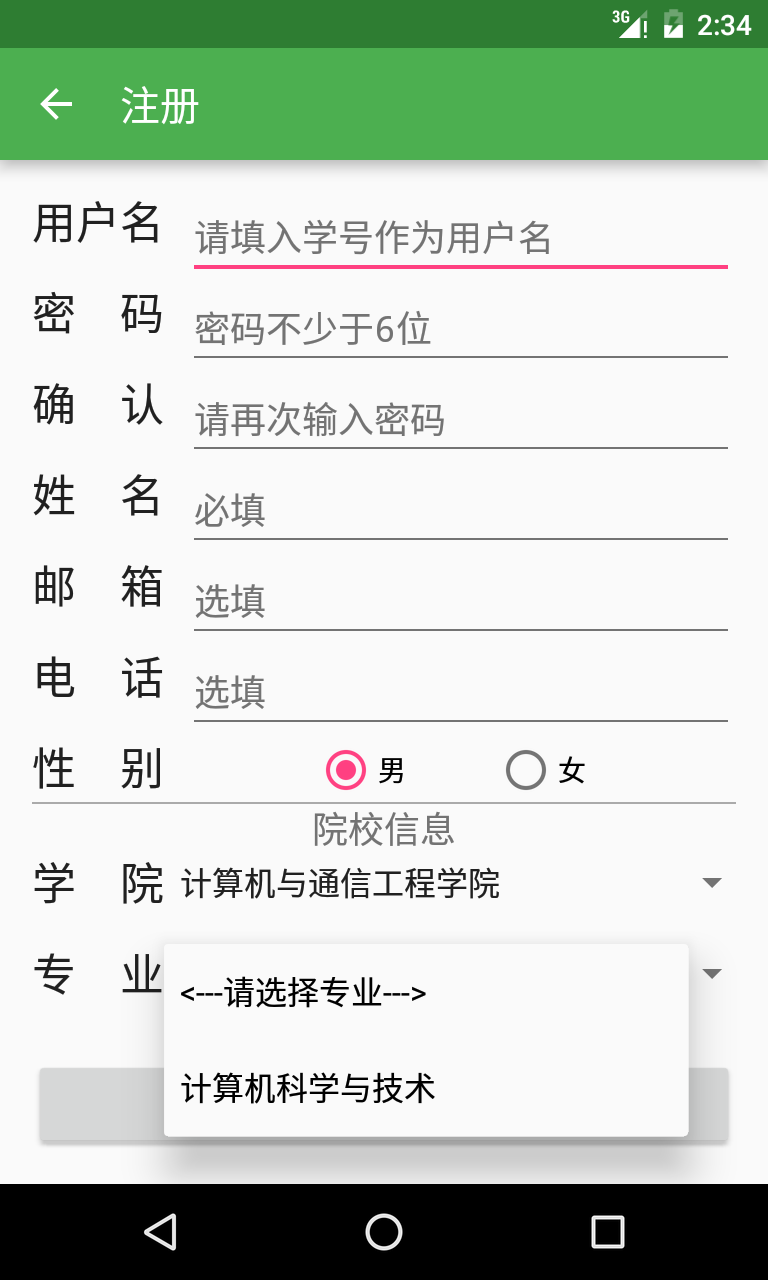 3G 2:34
注册
用户名 请填入学号作为用户名
密 码 密码不少于6位
确 认 请再次输入密码
姓 名 必填
邮 箱 选填
电 话 选填
性 别 男 女
院校信息
学 院 计算机与通信工程学院
专 业
<---请选择专业--->
计算机科学与技术